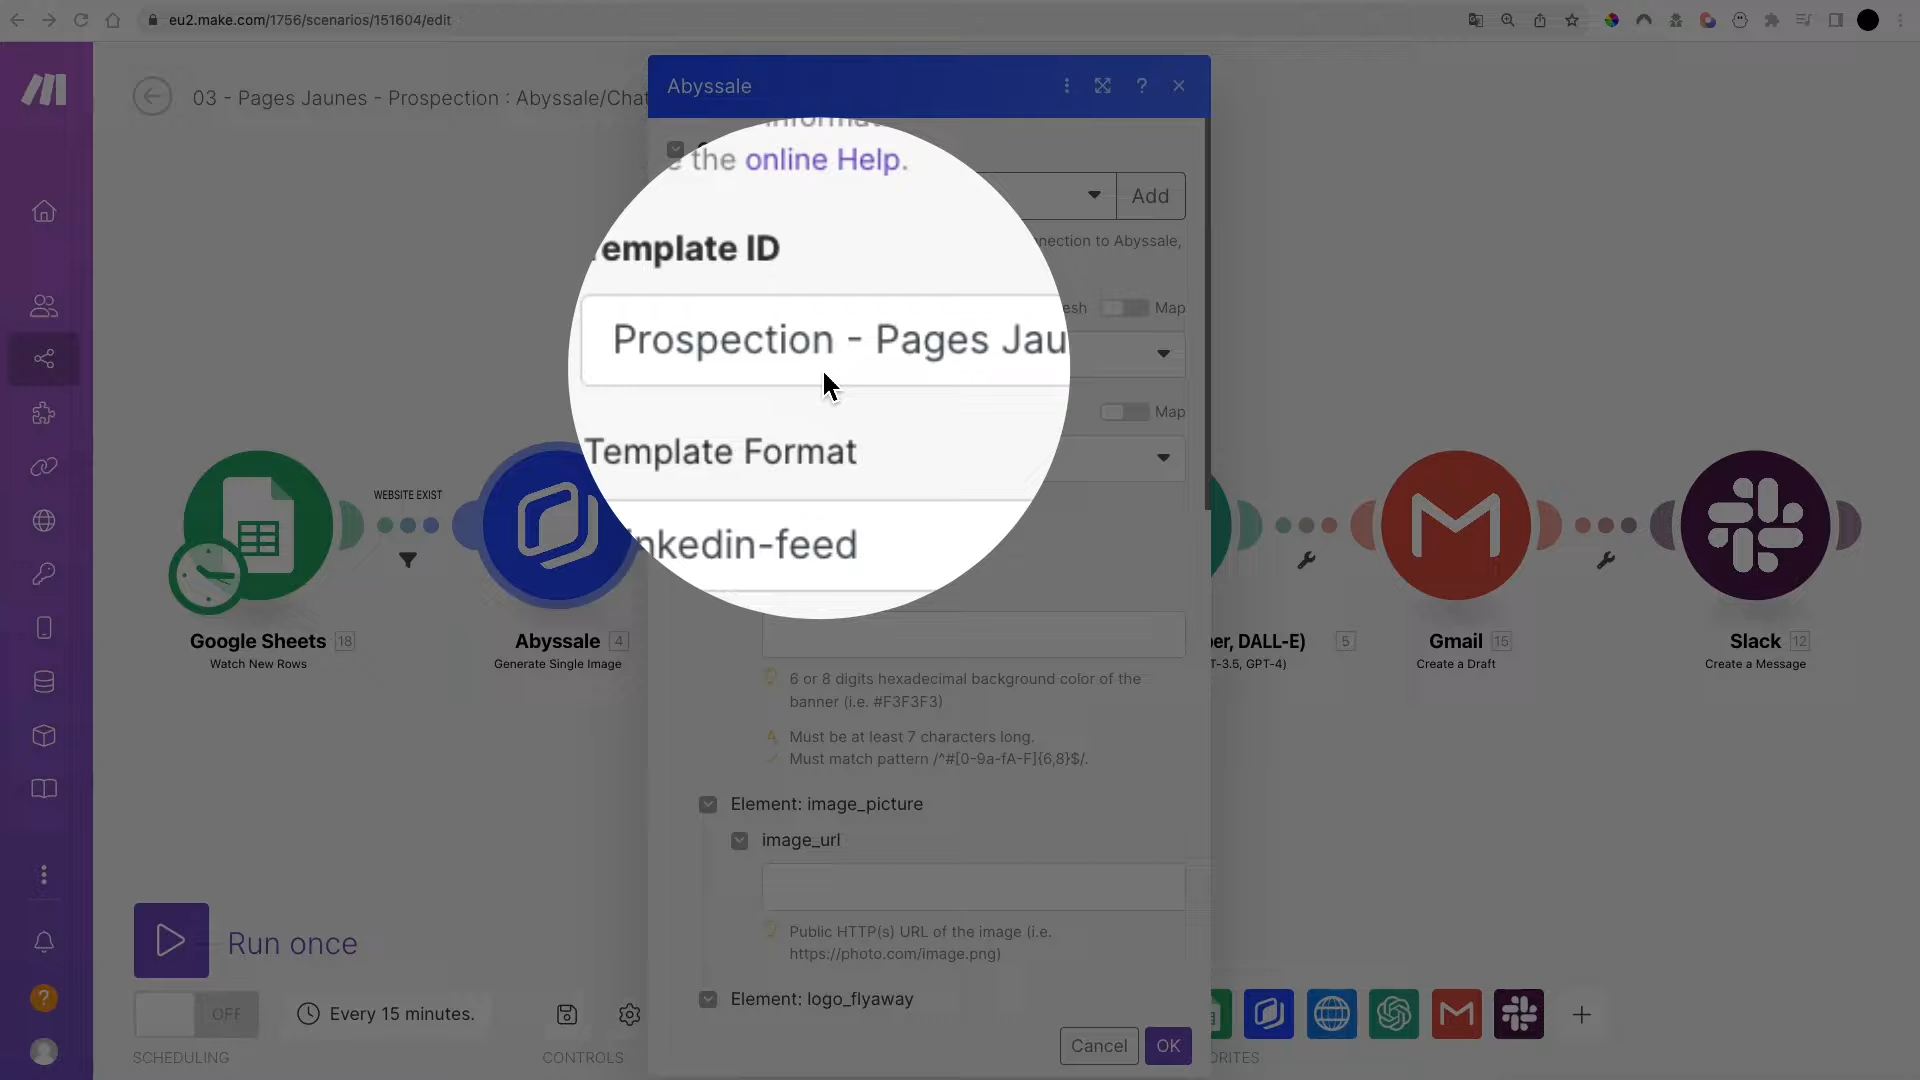 eu2.make.com/1756/scenarios/151604/edit
03 - Pages Jaunes - Prospection : Abyssale/Chat
Abyssale
?
the online Help.
Add
nection to Abyssale,
emplate ID
esh
Map
Prospection - Pages Jau
Map
Template Format
inkedin-feed
WEBSITE EXIST
Google Sheets 18
Watch New Rows
Abyssale 4
Generate Single Image
er, DALL-E) 5
T-3.5, GPT-4)
Gmail 15
Create a Draft
Slack 12
Create a Message
6 or 8 digits hexadecimal background color of the
banner (i.e. #F3F3F3)
Must be at least 7 characters long.
Must match pattern /^#[0-9a-fA-F]{6,8}$/.
Element: image_picture
image_url
Public HTTP(s) URL of the image (i.e.
https://photo.com/image.png)
Element: logo_flyaway
Run once
OFF
Every 15 minutes.
SCHEDULING
CONTROLS
ORITES
Cancel
OK
?